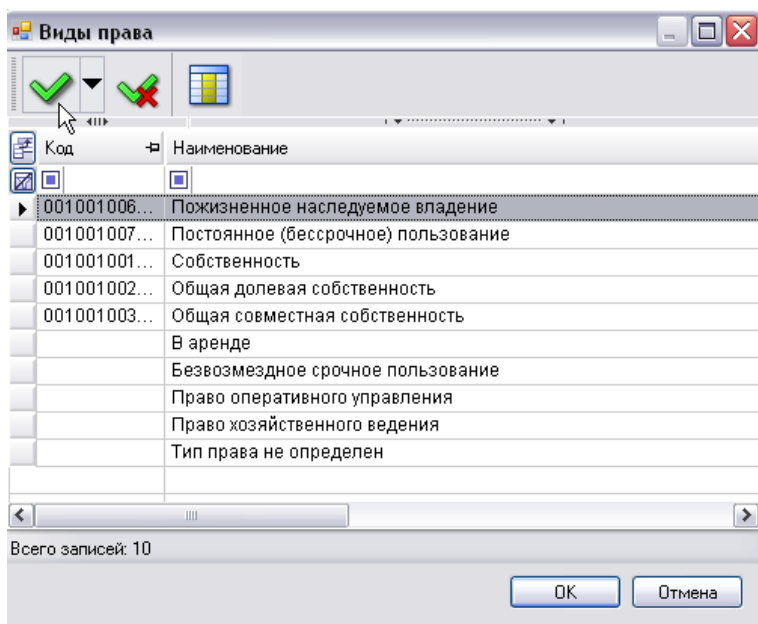 Виды права
Код Наименование
001001006... Пожизненное наследуемое владение
001001007... Постоянное (бессрочное) пользование
001001001... Собственность
001001002... Общая долевая собственность
001001003... Общая совместная собственность
В аренде
Безвозмездное срочное пользование
Право оперативного управления
Право хозяйственного ведения
Тип права не определен
Всего записей: 10
OK Отмена